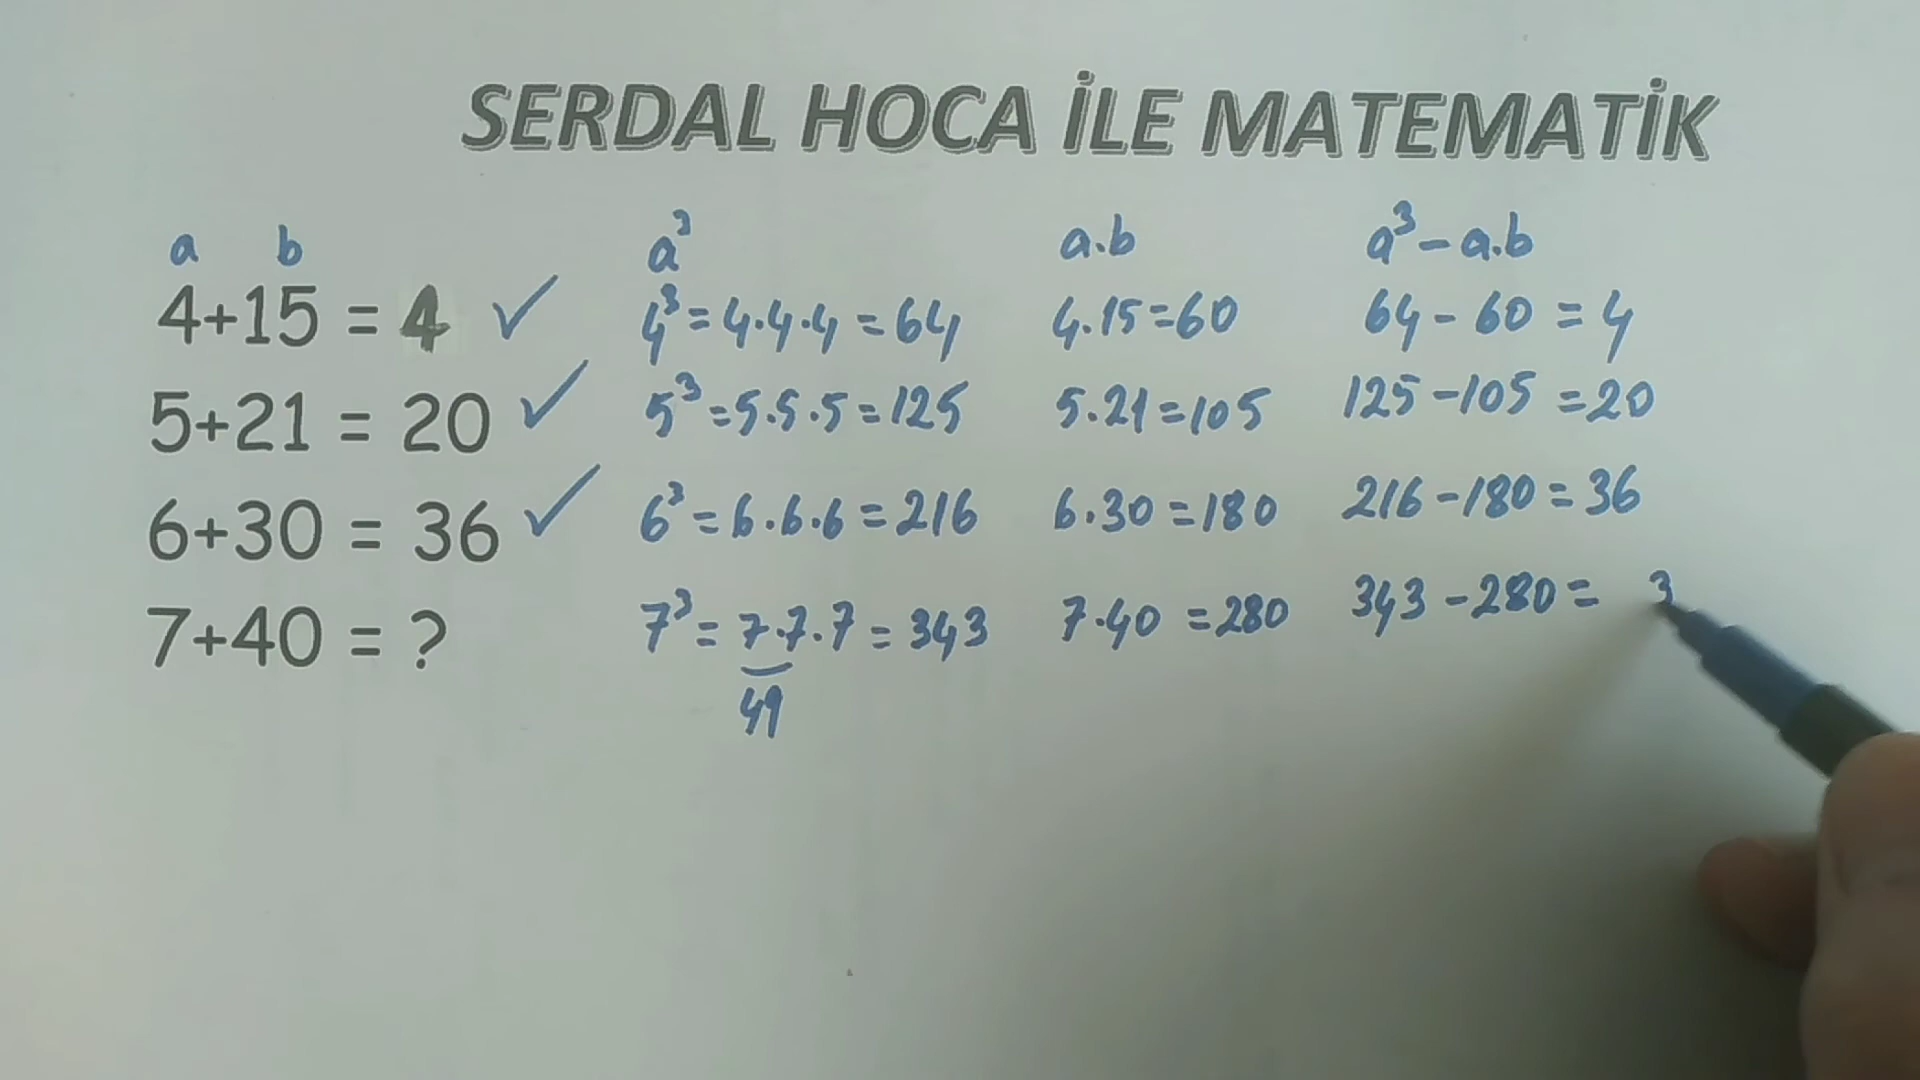 SERDAL HOCA İLE MATEMATİK
a b a³ a.b a³-a.b
4+15 = 4 ✓ 4³=4.4.4=64 4.15=60 64-60=4
5+21 = 20 ✓ 5³=5.5.5=125 5.21=105 125-105=20
6+30 = 36 ✓ 6³=6.6.6=216 6.30=180 216-180=36
7+40 = ? 7³=7.7.7=343 7.40=280 343-280= 3
49